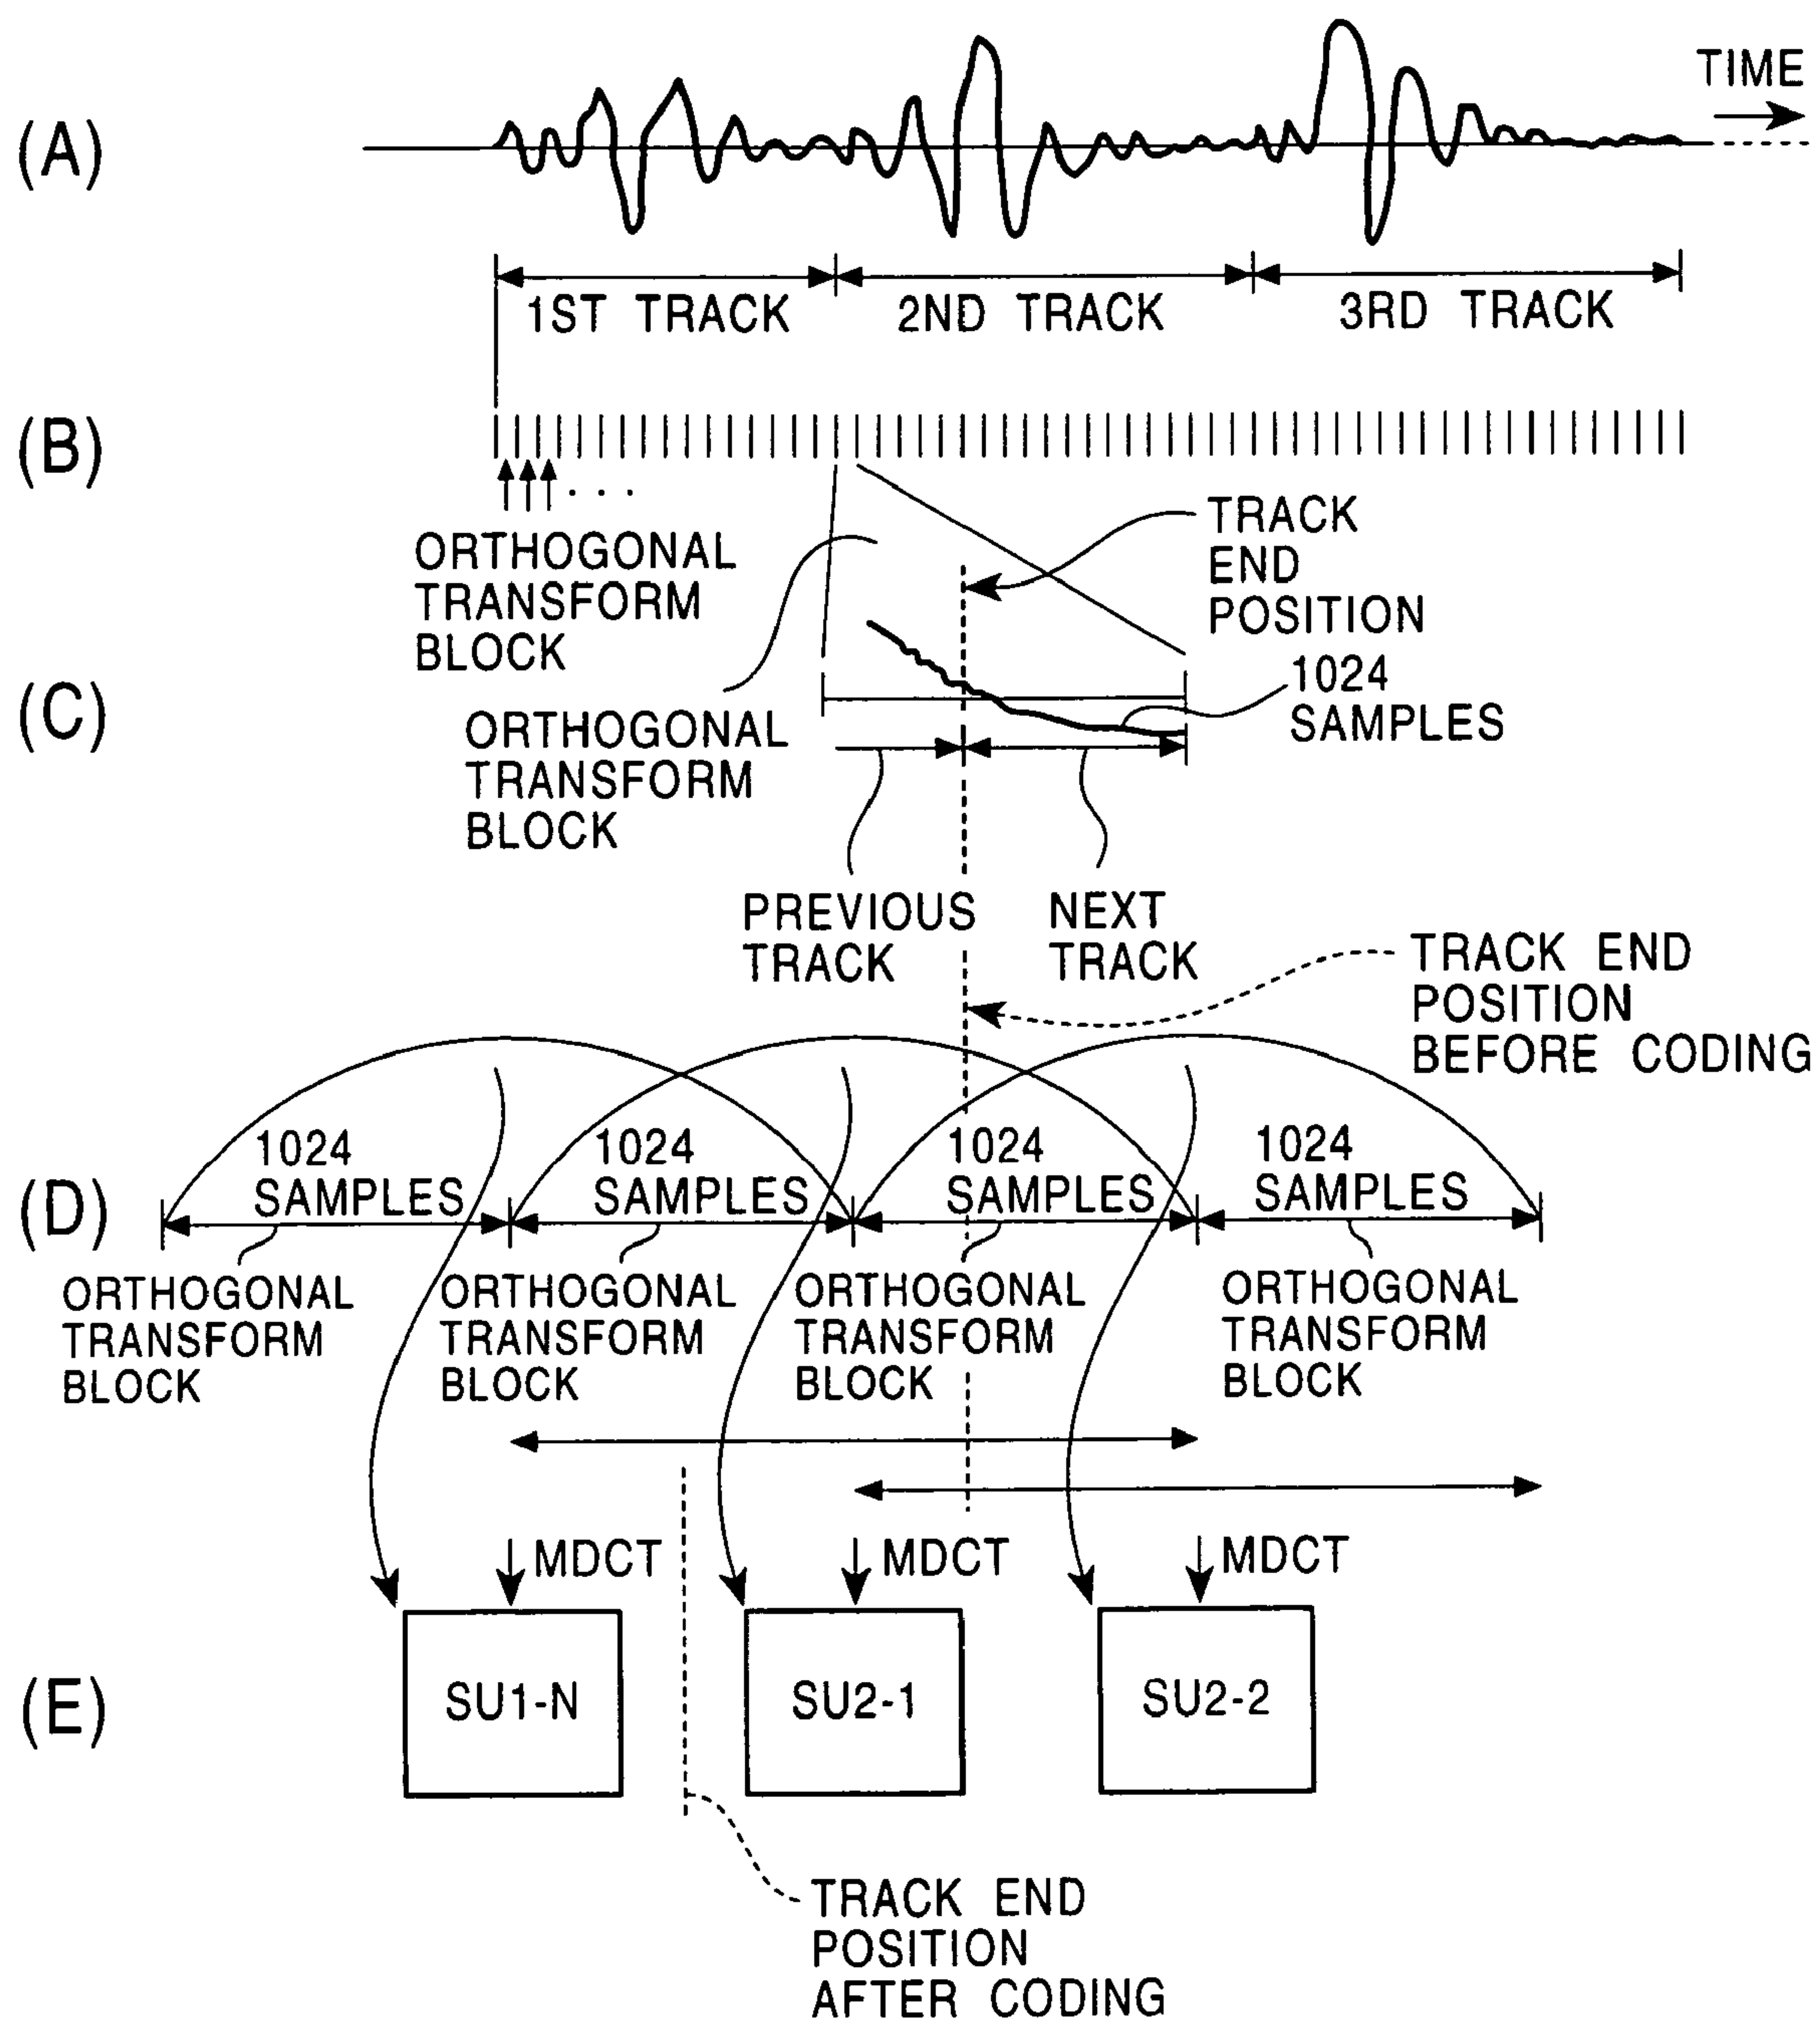 (A)
TIME
1ST TRACK
2ND TRACK
3RD TRACK
(B)
. . .
ORTHOGONAL
TRANSFORM
BLOCK
TRACK
END
POSITION
(C)
1024
SAMPLES
ORTHOGONAL
TRANSFORM
BLOCK
PREVIOUS
TRACK
NEXT
TRACK
TRACK END
POSITION
BEFORE CODING
(D)
1024
SAMPLES
1024
SAMPLES
1024
SAMPLES
1024
SAMPLES
ORTHOGONAL
TRANSFORM
BLOCK
ORTHOGONAL
TRANSFORM
BLOCK
ORTHOGONAL
TRANSFORM
BLOCK
ORTHOGONAL
TRANSFORM
BLOCK
MDCT
MDCT
MDCT
(E)
SU1-N
SU2-1
SU2-2
TRACK END
POSITION
AFTER CODING